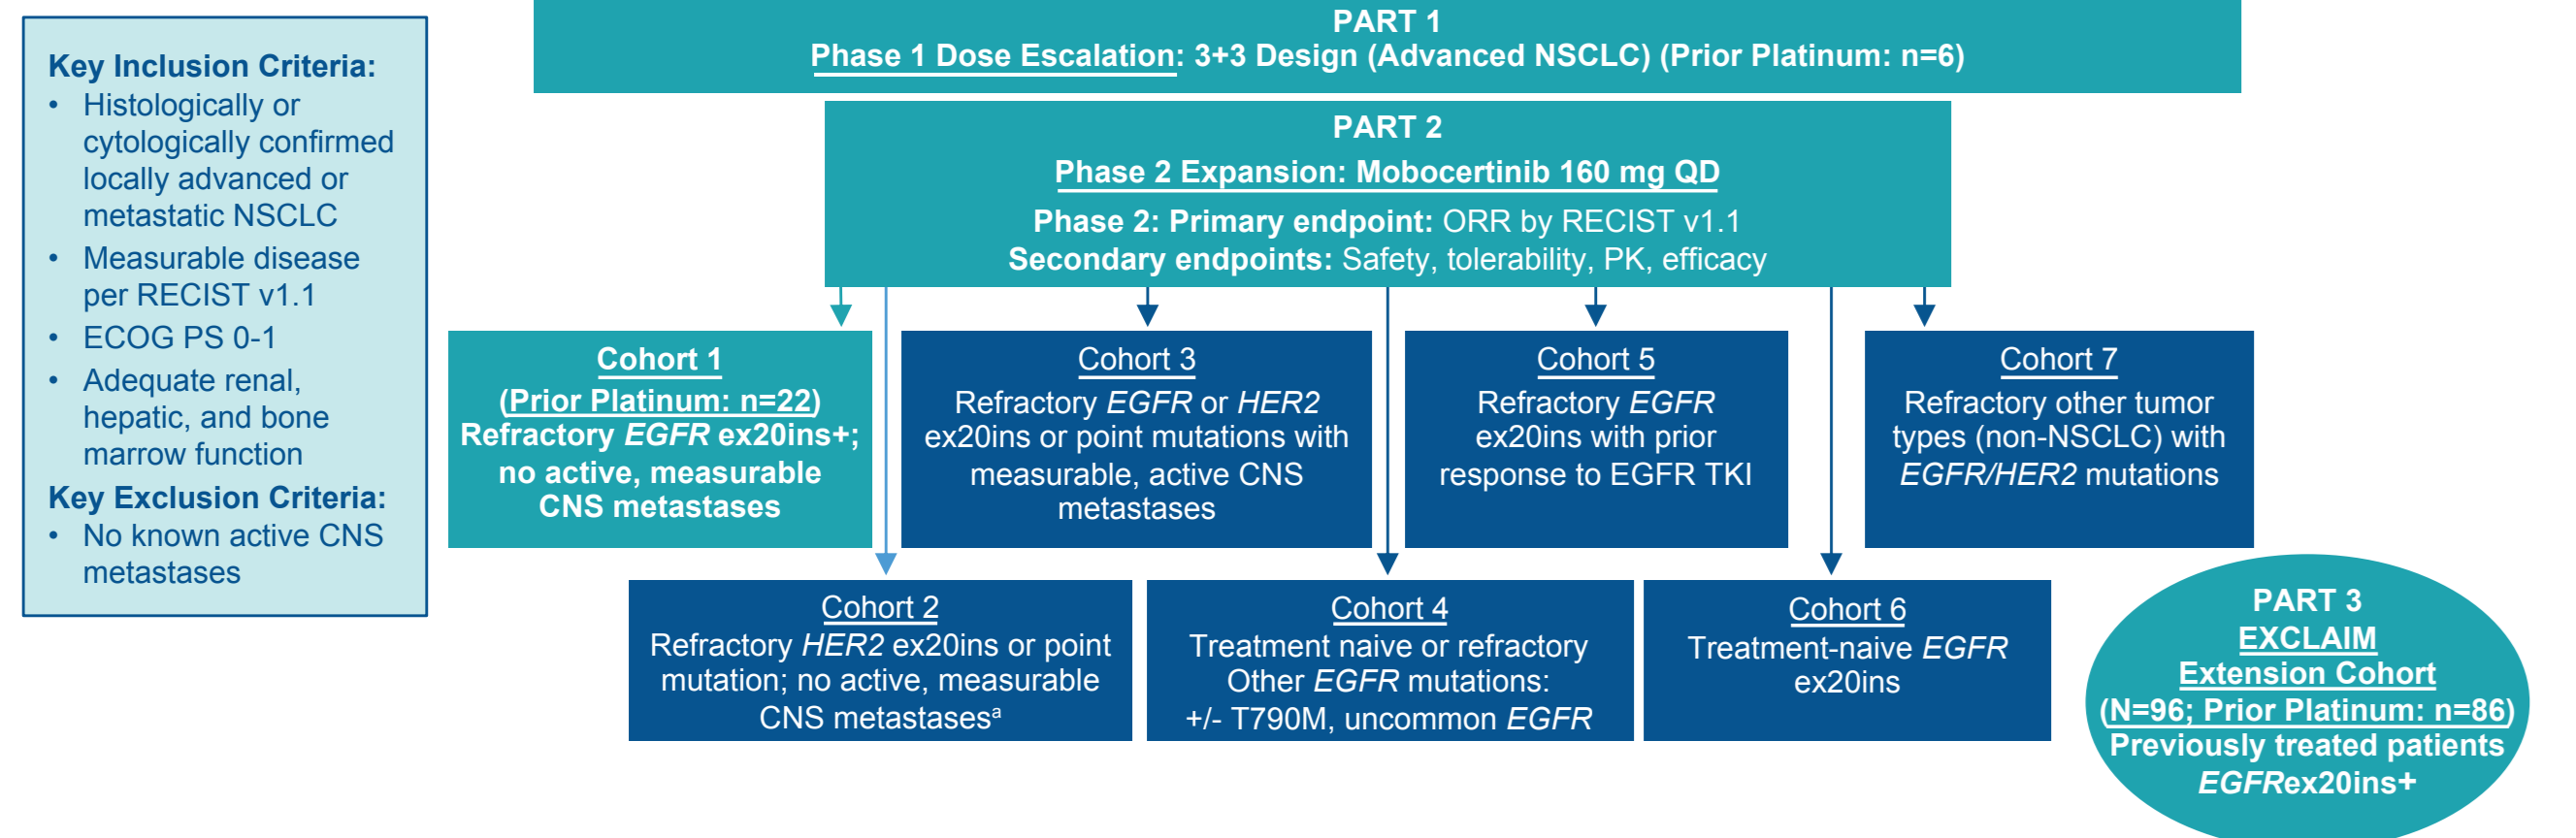 Key Inclusion Criteria:
• Histologically or
cytologically confirmed
locally advanced or
metastatic NSCLC
• Measurable disease
per RECIST v1.1
• ECOG PS 0-1
• Adequate renal,
hepatic, and bone
marrow function
Key Exclusion Criteria:
• No known active CNS
metastases
PART 1
Phase 1 Dose Escalation: 3+3 Design (Advanced NSCLC) (Prior Platinum: n=6)
PART 2
Phase 2 Expansion: Mobocertinib 160 mg QD
Phase 2: Primary endpoint: ORR by RECIST v1.1
Secondary endpoints: Safety, tolerability, PK, efficacy
Cohort 1
(Prior Platinum: n=22)
Refractory EGFR ex20ins+;
no active, measurable
CNS metastases
Cohort 3
Refractory EGFR or HER2
ex20ins or point mutations with
measurable, active CNS
metastases
Cohort 5
Refractory EGFR
ex20ins with prior
response to EGFR TKI
Cohort 7
Refractory other tumor
types (non-NSCLC) with
EGFR/HER2 mutations
Cohort 2
Refractory HER2 ex20ins or point
mutation; no active, measurable
CNS metastasesᵃ
Cohort 4
Treatment naive or refractory
Other EGFR mutations:
+/- T790M, uncommon EGFR
Cohort 6
Treatment-naive EGFR
ex20ins
PART 3
EXCLAIM
Extension Cohort
(N=96; Prior Platinum: n=86)
Previously treated patients
EGFRex20ins+